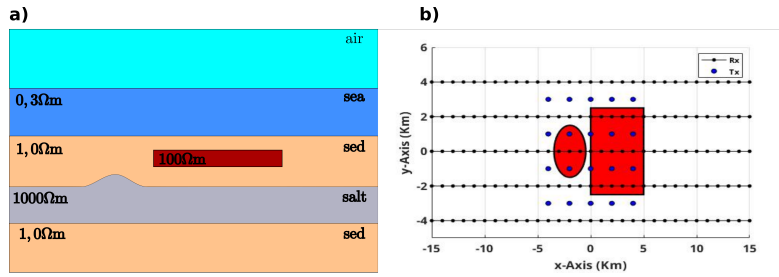 a)
air
0,3Ωm sea
1,0Ωm sed
100Ωm
1000Ωm salt
1,0Ωm sed
b)
6
4
2
0
-2
-4
-15 -10 -5 0 5 10 15
y-Axis (Km)
x-Axis (Km)
Rx
Tx